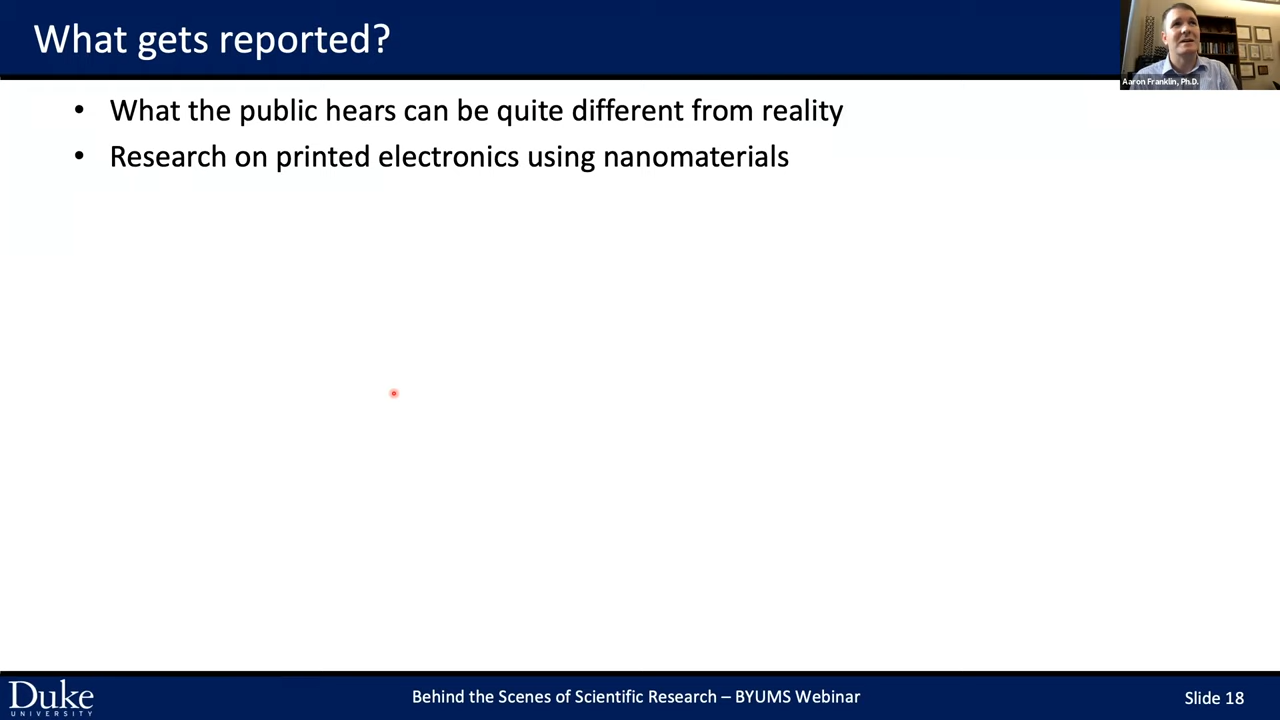 What gets reported?
Aaron Franklin, Ph.D.
• What the public hears can be quite different from reality
• Research on printed electronics using nanomaterials
Duke
UNIVERSITY
Behind the Scenes of Scientific Research – BYUMS Webinar
Slide 18